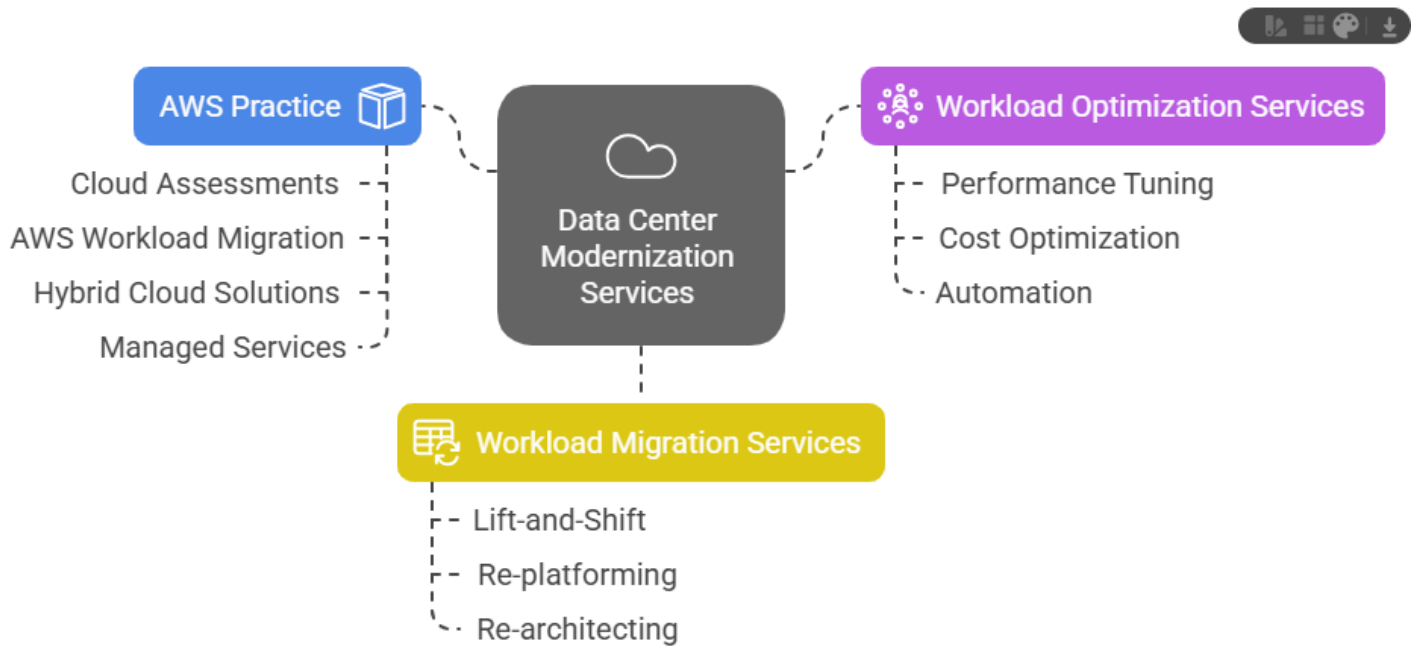 AWS Practice
Cloud Assessments
AWS Workload Migration
Hybrid Cloud Solutions
Managed Services
Data Center
Modernization
Services
Workload Optimization Services
Performance Tuning
Cost Optimization
Automation
Workload Migration Services
Lift-and-Shift
Re-platforming
Re-architecting